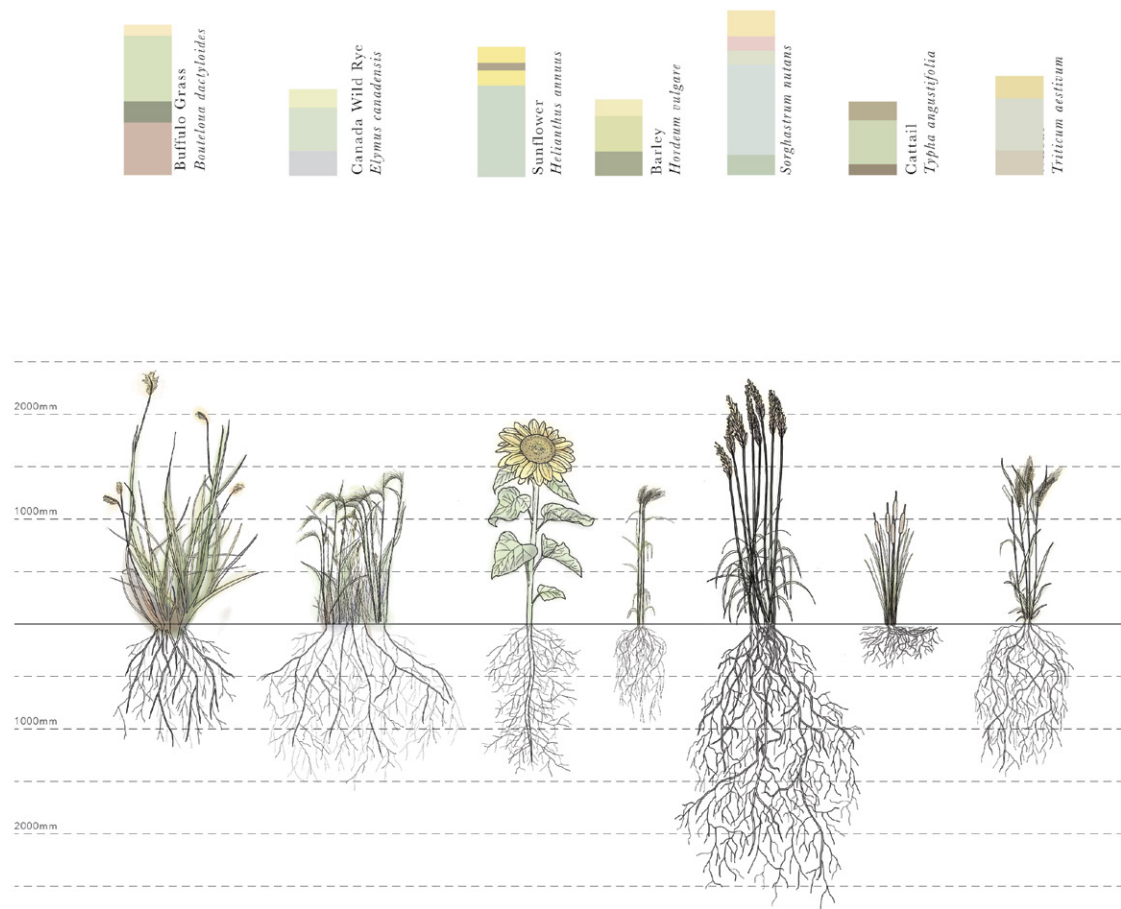 Buffulo Grass
Bouteloua dactyloides
Canada Wild Rye
Elymus canadensis
Sunflower
Helianthus annuus
Barley
Hordeum vulgare
Sorghastrum nutans
Cattail
Typha angustifolia
Triticum aestivum
2000mm
1000mm
1000mm
2000mm